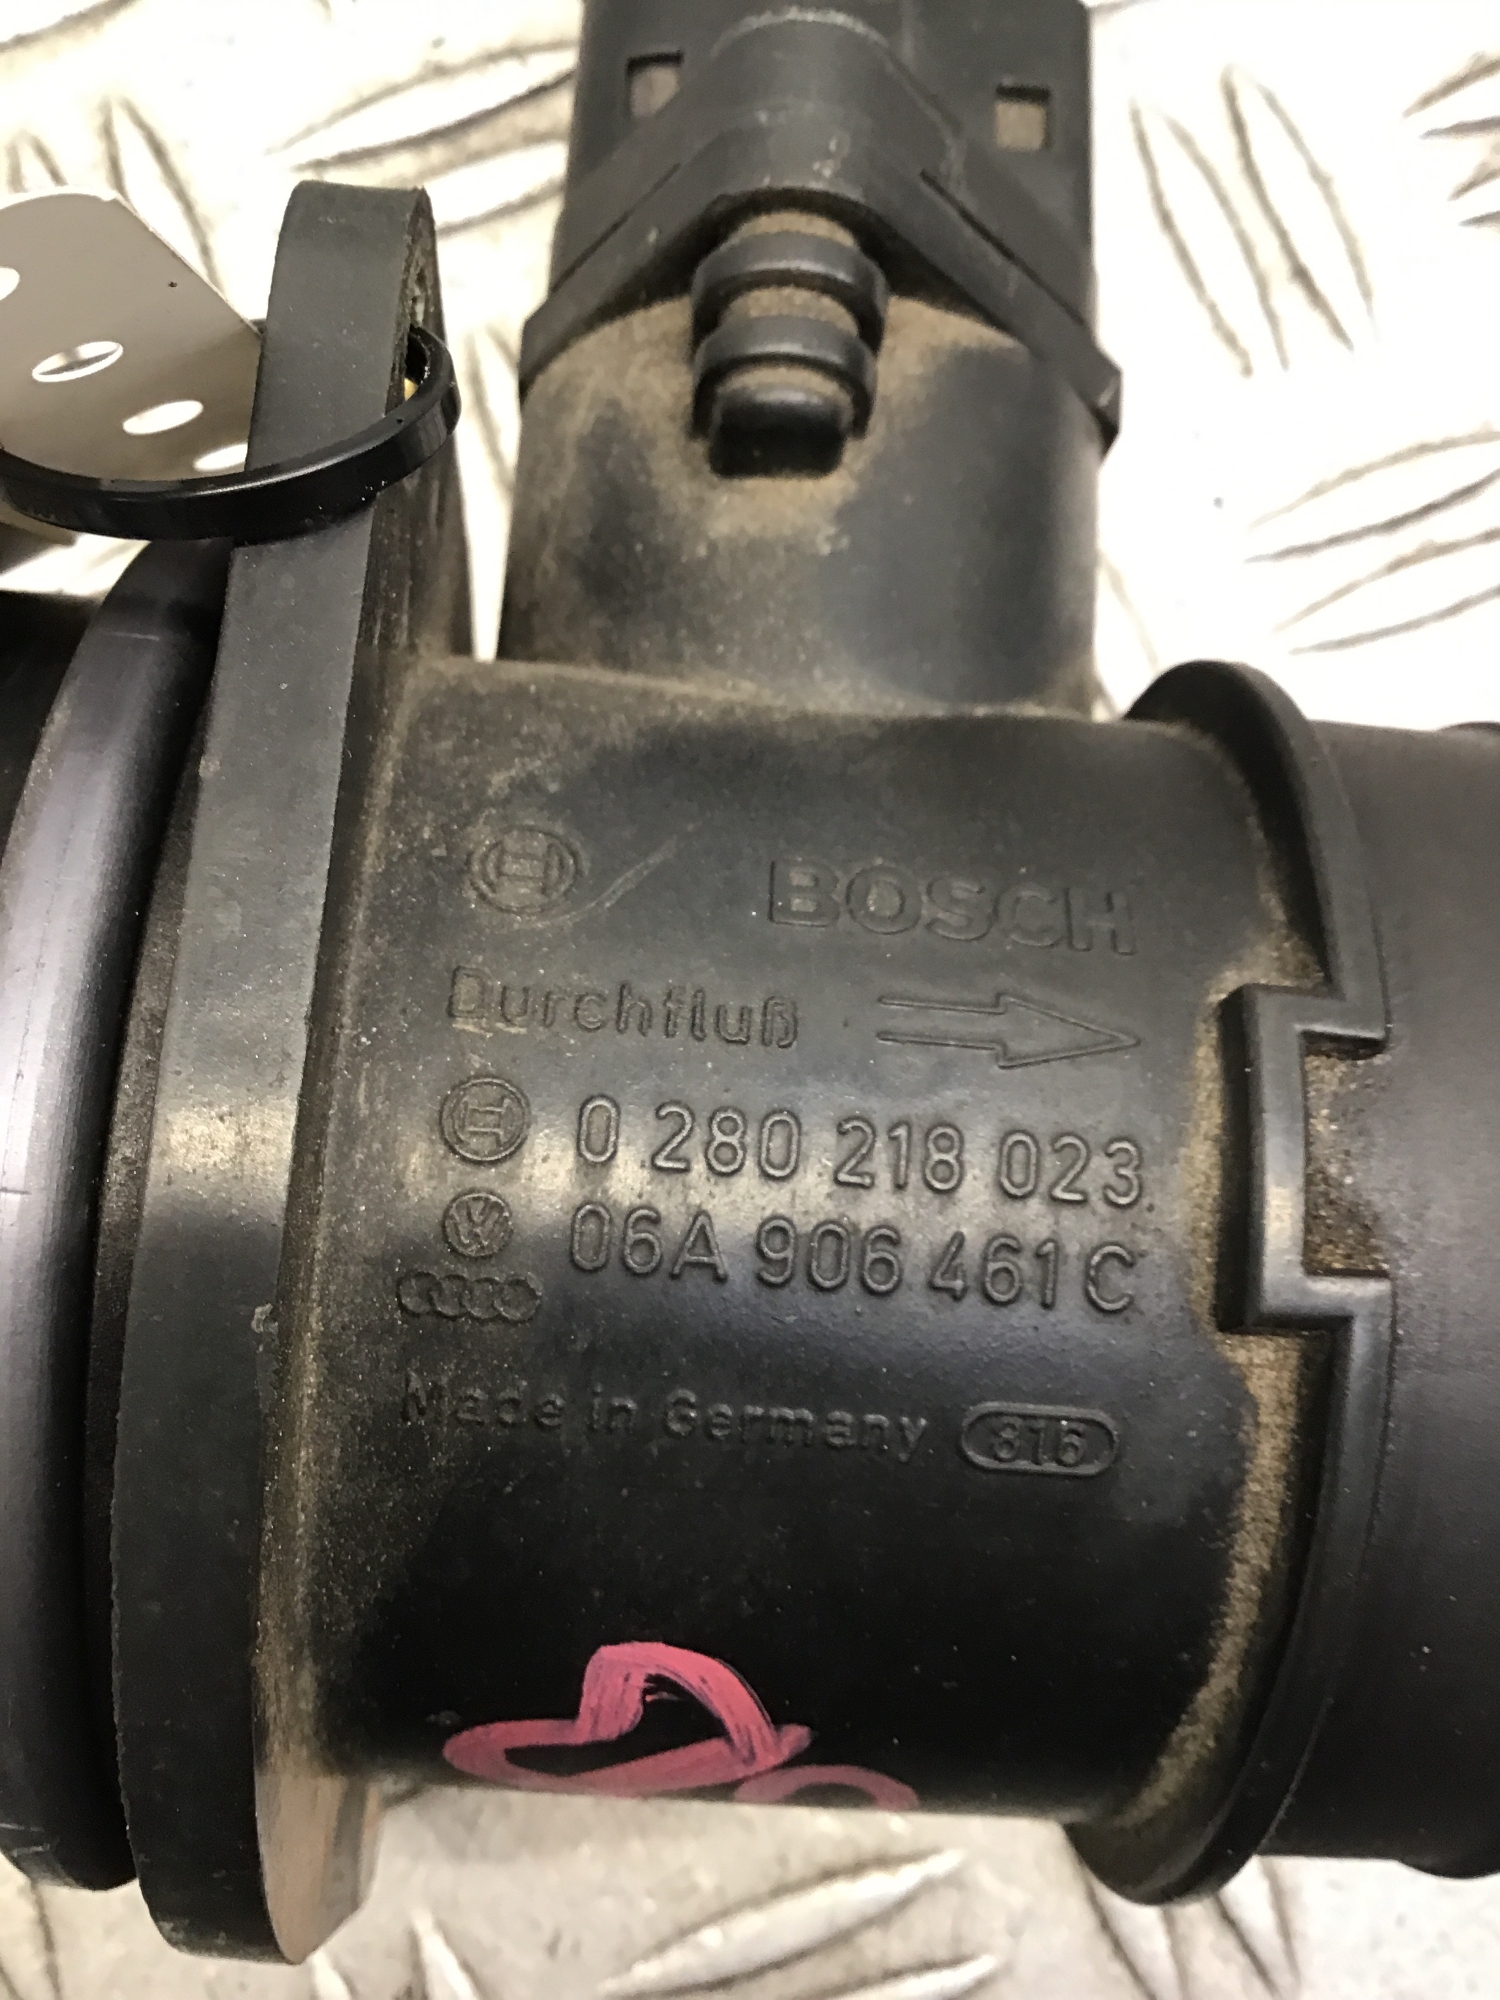 BOSCH
Durchfluß
0 280 218 023
06A 906 461 C
Made in Germany 316